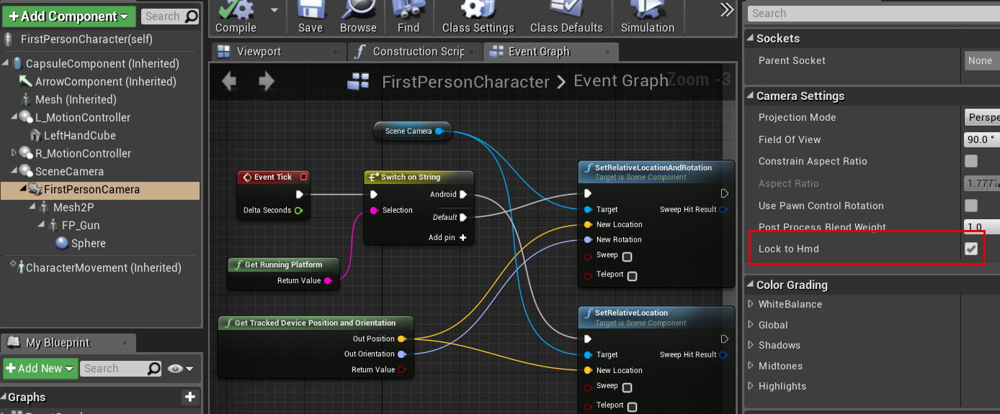 Add Component
Search
FirstPersonCharacter(self)
CapsuleComponent (Inherited)
ArrowComponent (Inherited)
Mesh (Inherited)
L_MotionController
LeftHandCube
R_MotionController
SceneCamera
FirstPersonCamera
Mesh2P
FP_Gun
Sphere
CharacterMovement (Inherited)
My Blueprint
Add New
Search
Graphs
Compile
Save
Browse
Find
Class Settings
Class Defaults
Simulation
Viewport
Construction Scrip
Event Graph
FirstPersonCharacter > Event Graph
Zoom -3
Scene Camera
Event Tick
Delta Seconds
Switch on String
Android
Selection
Default
Add pin +
Get Running Platform
Return Value
Get Tracked Device Position and Orientation
Out Position
Out Orientation
Return Value
SetRelativeLocationAndRotation
Target is Scene Component
Target
Sweep Hit Result
New Location
New Rotation
Sweep
Teleport
SetRelativeLocation
Target is Scene Component
Target
Sweep Hit Result
New Location
Sweep
Teleport
Search
Sockets
Parent Socket
None
Camera Settings
Projection Mode
Perspe
Field Of View
90.0 °
Constrain Aspect Ratio
Aspect Ratio
1.777
Use Pawn Control Rotation
Post Process Blend Weight
1.0
Lock to Hmd
Color Grading
WhiteBalance
Global
Shadows
Midtones
Highlights